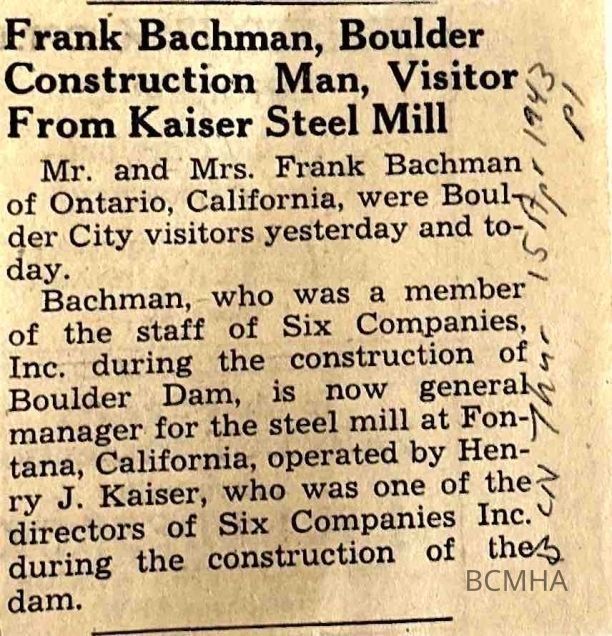 Frank Bachman, Boulder
Construction Man, Visitor
From Kaiser Steel Mill
Mr. and Mrs. Frank Bachman
of Ontario, California, were Boul-
der City visitors yesterday and to-
day.
Bachman, who was a member
of the staff of Six Companies,
Inc. during the construction of
Boulder Dam, is now general
manager for the steel mill at Fon-
tana, California, operated by Hen-
ry J. Kaiser, who was one of the
directors of Six Companies Inc.
during the construction of the
dam.
15 Apr 1943
p1
BCMHA